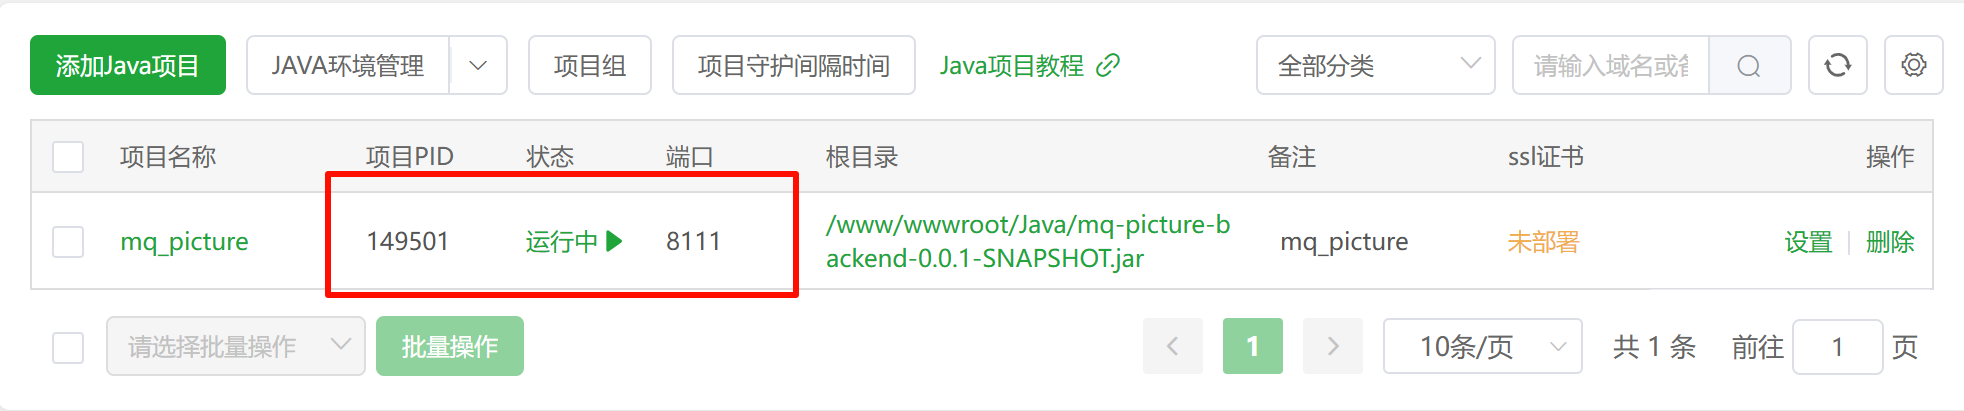 添加Java项目 JAVA环境管理 项目组 项目守护间隔时间 Java项目教程 全部分类 请输入域名或
项目名称 项目PID 状态 端口 根目录 备注 ssl证书 操作
mq_picture 149501 运行中 8111 /www/wwwroot/Java/mq-picture-b
ackend-0.0.1-SNAPSHOT.jar mq_picture 未部署 设置 删除
请选择批量操作 批量操作 1 10条/页 共 1 条 前往 1 页